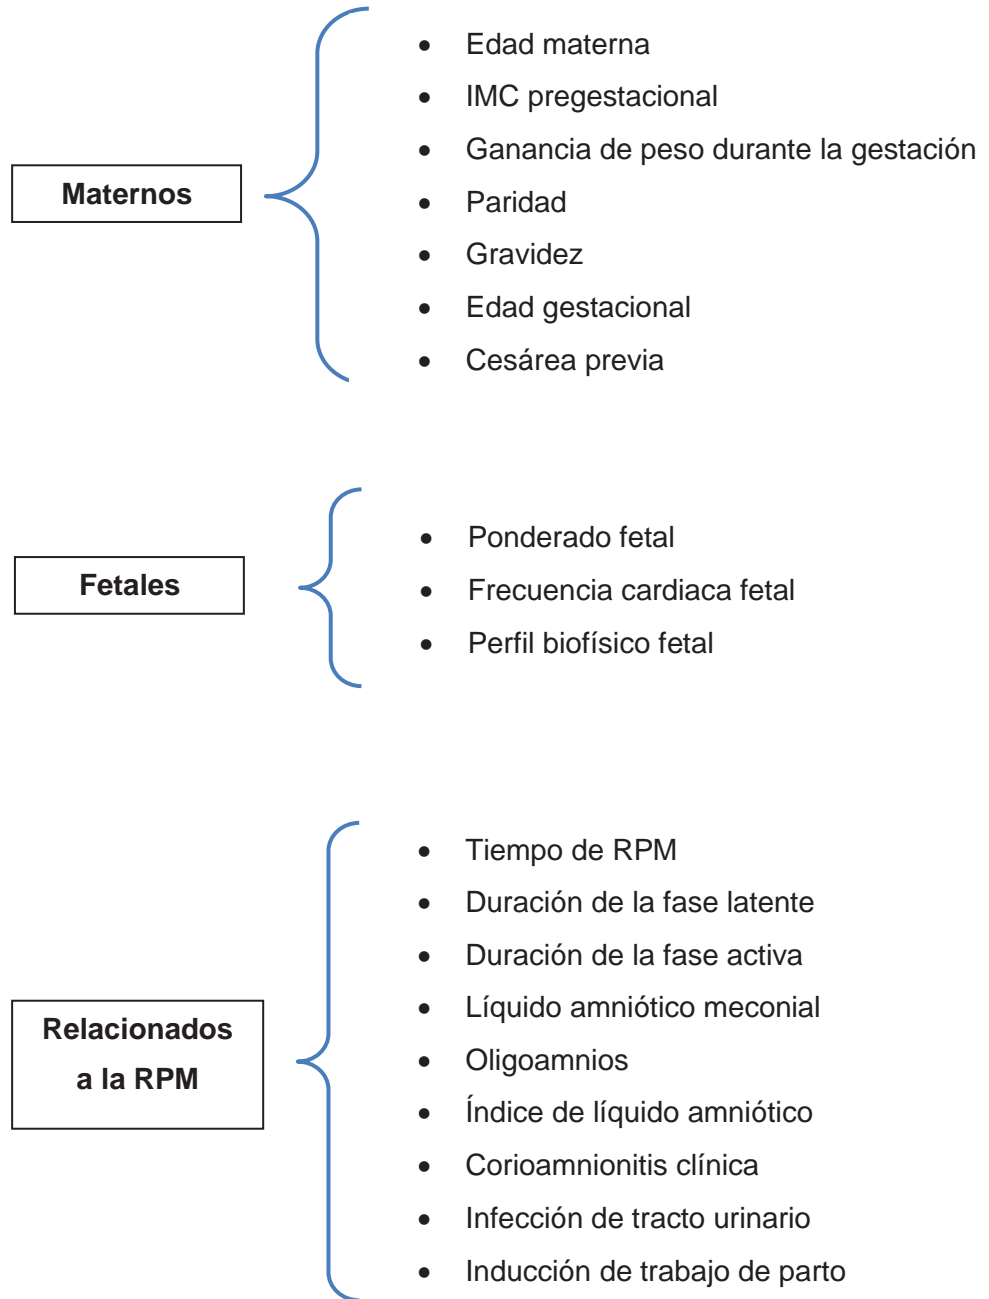 Maternos
• Edad materna
• IMC pregestacional
• Ganancia de peso durante la gestación
• Paridad
• Gravidez
• Edad gestacional
• Cesárea previa
Fetales
• Ponderado fetal
• Frecuencia cardiaca fetal
• Perfil biofísico fetal
Relacionados
a la RPM
• Tiempo de RPM
• Duración de la fase latente
• Duración de la fase activa
• Líquido amniótico meconial
• Oligoamnios
• Índice de líquido amniótico
• Corioamnionitis clínica
• Infección de tracto urinario
• Inducción de trabajo de parto